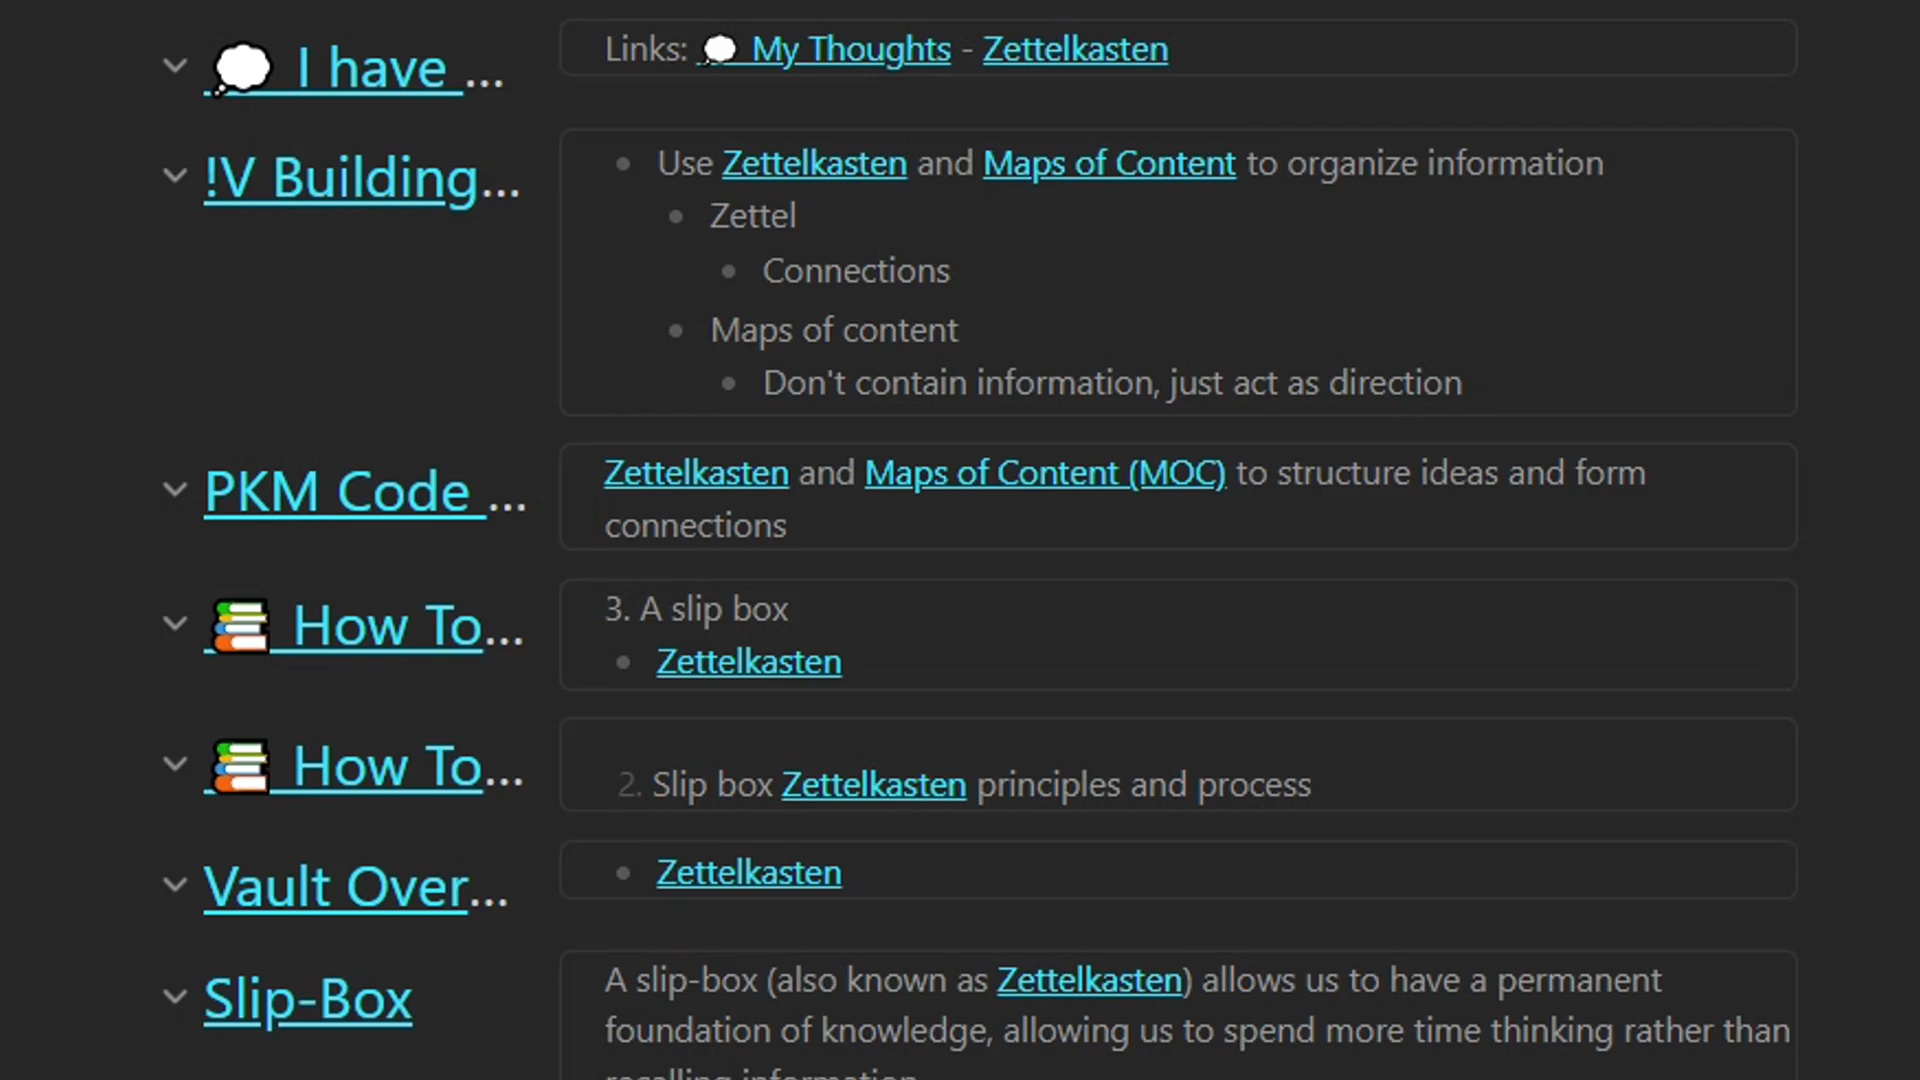 I have ...
Links: My Thoughts - Zettelkasten
!V Building...
Use Zettelkasten and Maps of Content to organize information
Zettel
Connections
Maps of content
Don't contain information, just act as direction
PKM Code ...
Zettelkasten and Maps of Content (MOC) to structure ideas and form
connections
How To...
3. A slip box
Zettelkasten
How To...
2. Slip box Zettelkasten principles and process
Vault Over...
Zettelkasten
Slip-Box
A slip-box (also known as Zettelkasten) allows us to have a permanent
foundation of knowledge, allowing us to spend more time thinking rather than
recalling information